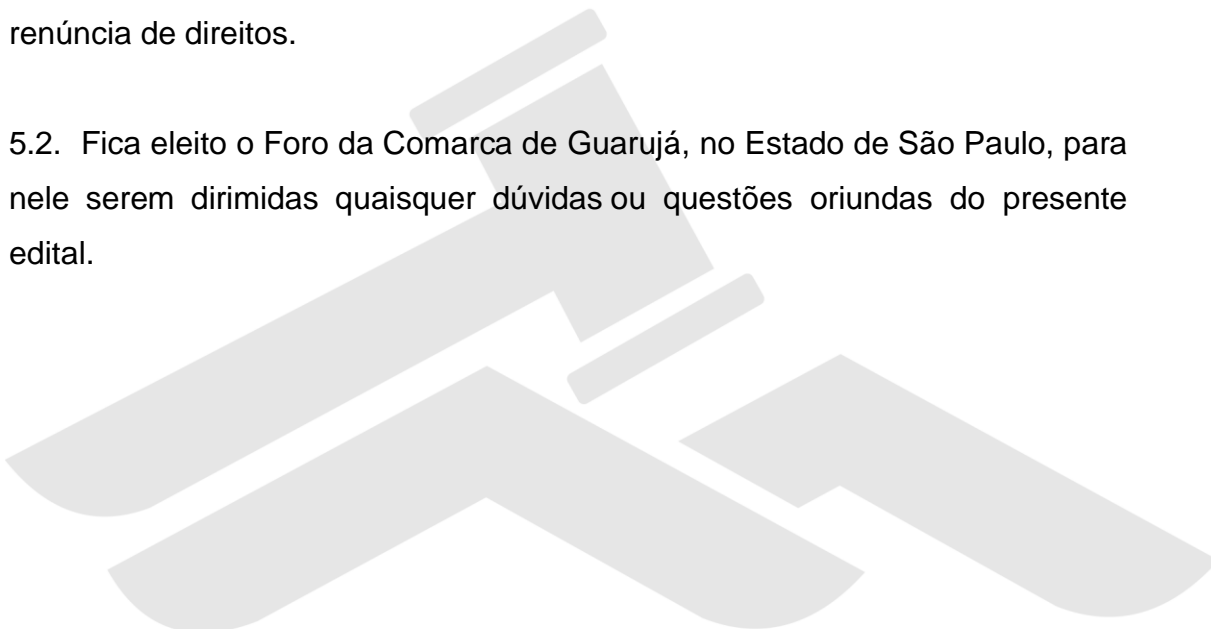 renúncia de direitos.
5.2. Fica eleito o Foro da Comarca de Guarujá, no Estado de São Paulo, para
nele serem dirimidas quaisquer dúvidas ou questões oriundas do presente
edital.